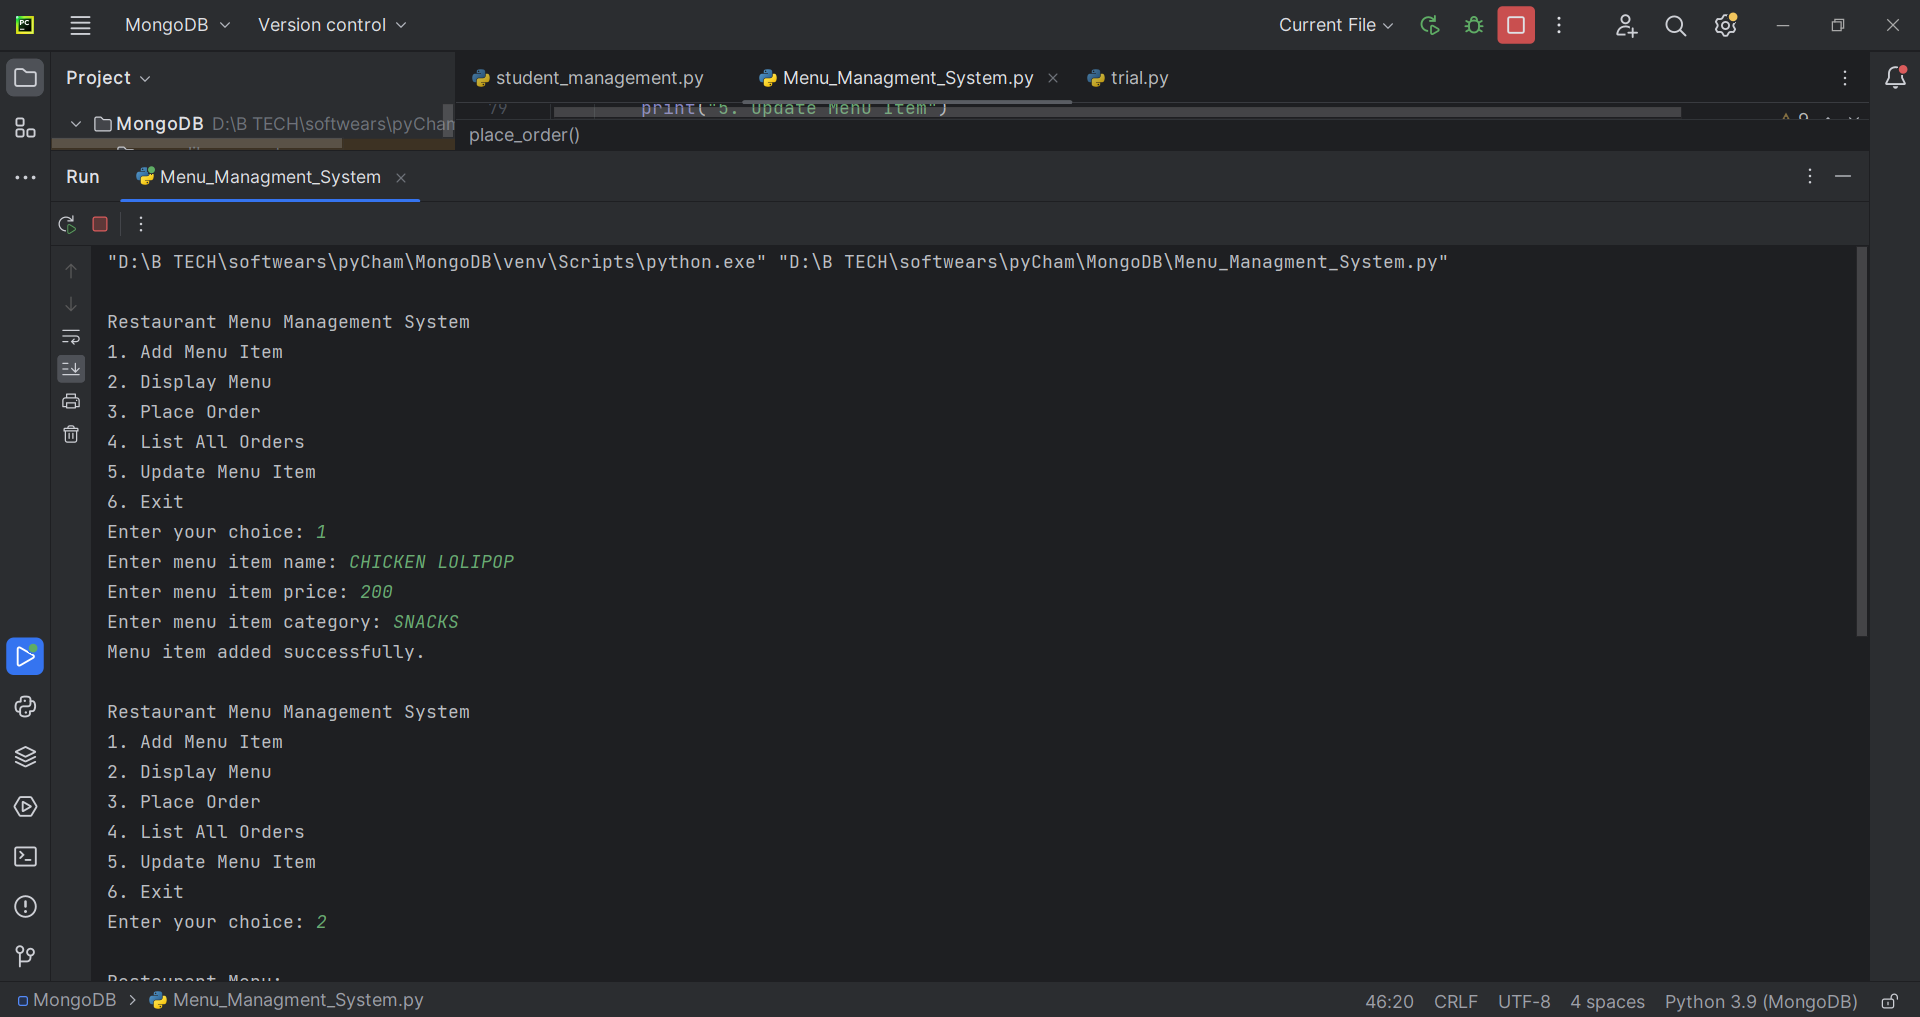 MongoDB Version control Current File
Project student_management.py Menu_Managment_System.py trial.py
79 print("5. Update Menu Item")
MongoDB D:\B TECH\softwears\pyCham
place_order()
Run Menu_Managment_System
"D:\B TECH\softwears\pyCham\MongoDB\venv\Scripts\python.exe" "D:\B TECH\softwears\pyCham\MongoDB\Menu_Managment_System.py"
Restaurant Menu Management System
1. Add Menu Item
2. Display Menu
3. Place Order
4. List All Orders
5. Update Menu Item
6. Exit
Enter your choice: 1
Enter menu item name: CHICKEN LOLIPOP
Enter menu item price: 200
Enter menu item category: SNACKS
Menu item added successfully.
Restaurant Menu Management System
1. Add Menu Item
2. Display Menu
3. Place Order
4. List All Orders
5. Update Menu Item
6. Exit
Enter your choice: 2
Restaurant Menu:
MongoDB > Menu_Managment_System.py 46:20 CRLF UTF-8 4 spaces Python 3.9 (MongoDB)